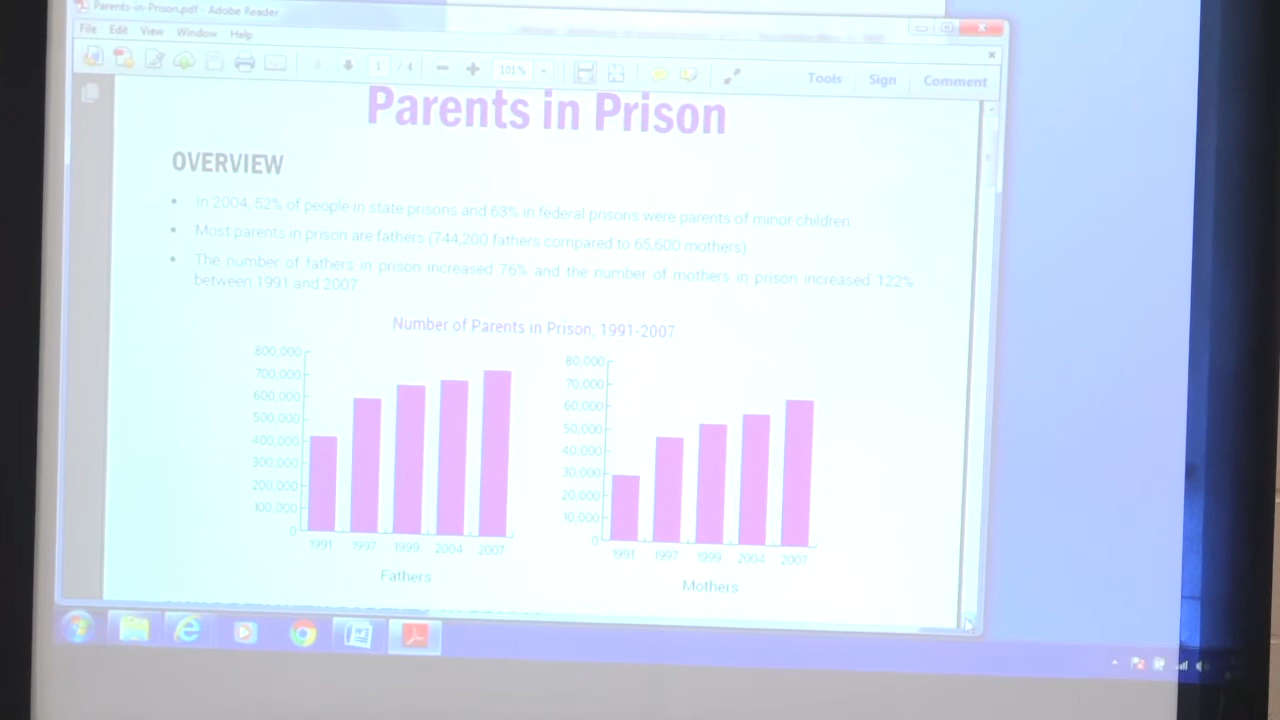 Parents-in-Prison.pdf - Adobe Reader
File Edit View Window Help
1 / 4 101% Tools Sign Comment
Parents in Prison
OVERVIEW
• In 2004, 52% of people in state prisons and 63% in federal prisons were parents of minor children.
• Most parents in prison are fathers (744,200 fathers compared to 65,600 mothers).
• The number of fathers in prison increased 76% and the number of mothers in prison increased 122%
between 1991 and 2007.
Number of Parents in Prison, 1991-2007
800,000
700,000
600,000
500,000
400,000
300,000
200,000
100,000
0
1991 1997 1999 2004 2007
Fathers
80,000
70,000
60,000
50,000
40,000
30,000
20,000
10,000
0
1991 1997 1999 2004 2007
Mothers